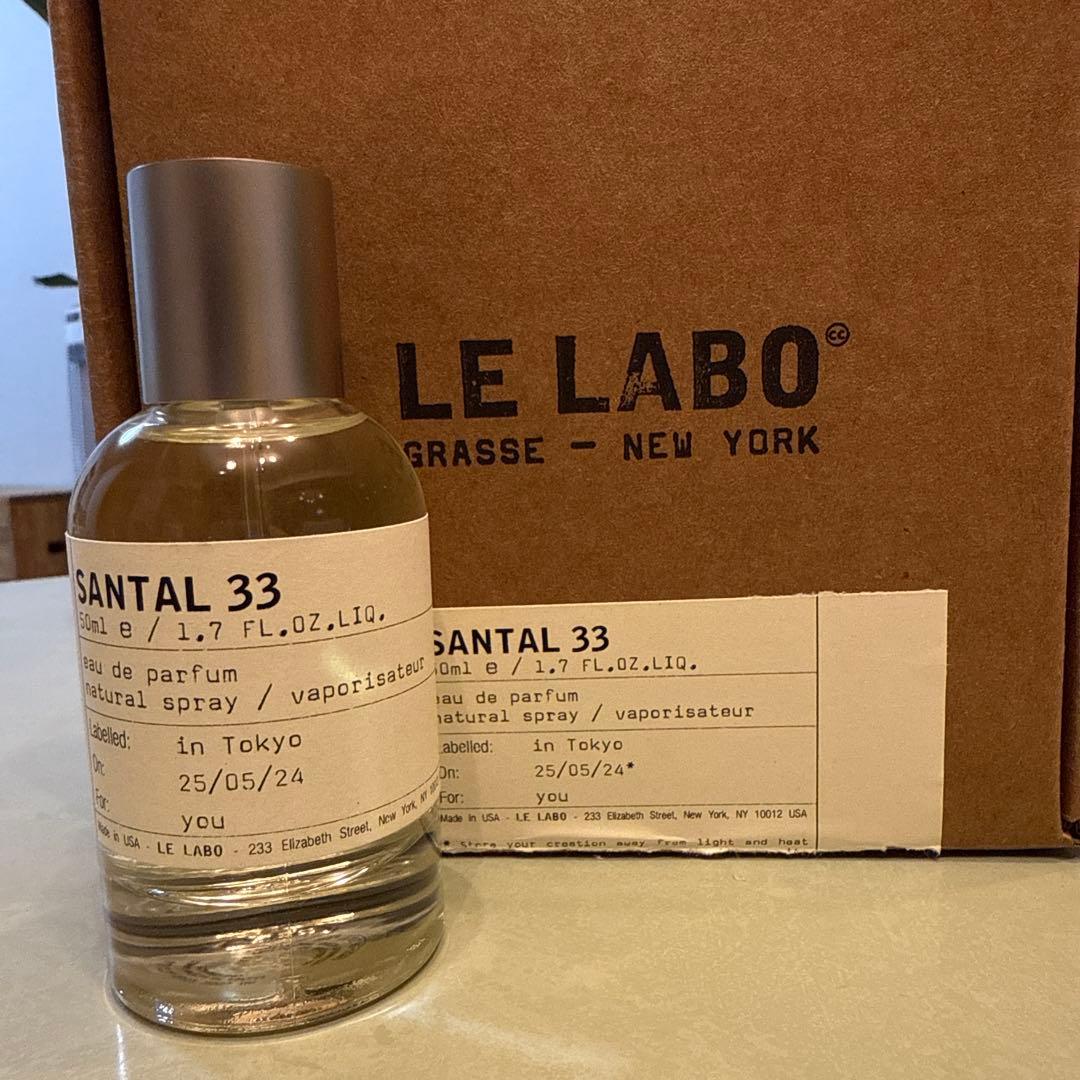 LE LABO
GRASSE - NEW YORK
SANTAL 33
50ml e / 1.7 FL.OZ.LIQ.
eau de parfum
natural spray / vaporisateur
Labelled: in Tokyo
On: 25/05/24
For: you
Made in USA - LE LABO - 233 Elizabeth Street, New York, NY
SANTAL 33
50ml e / 1.7 FL.OZ.LIQ.
eau de parfum
natural spray / vaporisateur
Labelled: in Tokyo
On: 25/05/24*
For: you
Made in USA - LE LABO - 233 Elizabeth Street, New York, NY 10012 USA
* Store your creation away from light and heat